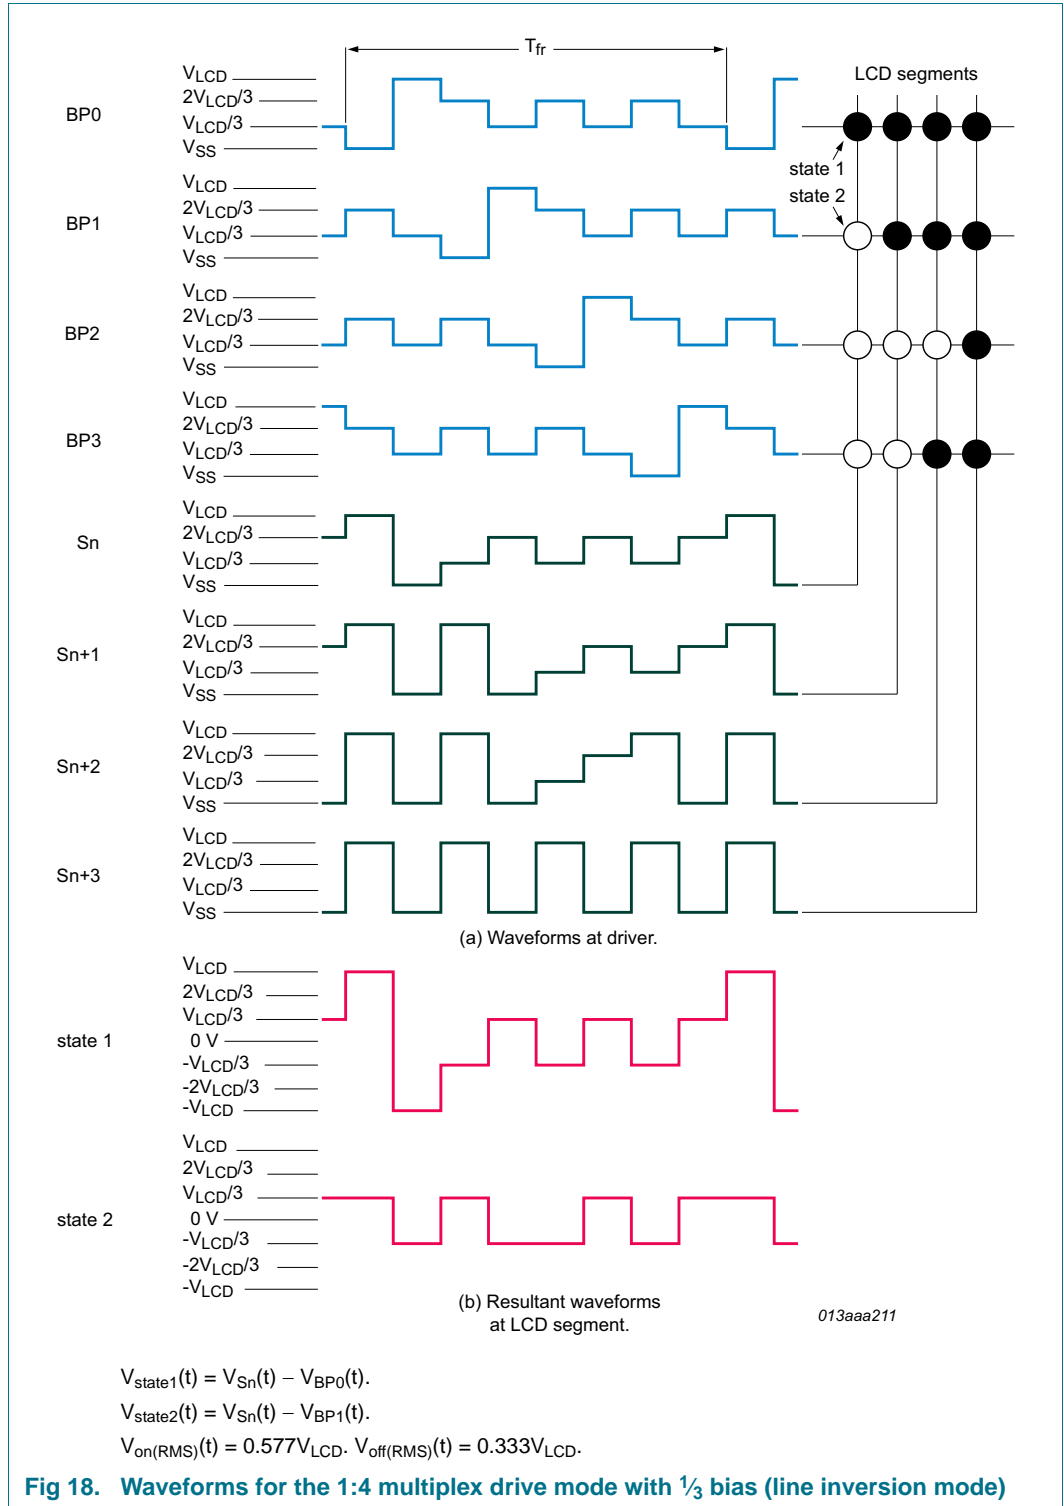 Tfr
LCD segments
BP0
VLCD
2VLCD/3
VLCD/3
VSS
state 1
state 2
BP1
VLCD
2VLCD/3
VLCD/3
VSS
BP2
VLCD
2VLCD/3
VLCD/3
VSS
BP3
VLCD
2VLCD/3
VLCD/3
VSS
Sn
VLCD
2VLCD/3
VLCD/3
VSS
Sn+1
VLCD
2VLCD/3
VLCD/3
VSS
Sn+2
VLCD
2VLCD/3
VLCD/3
VSS
Sn+3
VLCD
2VLCD/3
VLCD/3
VSS
(a) Waveforms at driver.
state 1
VLCD
2VLCD/3
VLCD/3
0 V
-VLCD/3
-2VLCD/3
-VLCD
state 2
VLCD
2VLCD/3
VLCD/3
0 V
-VLCD/3
-2VLCD/3
-VLCD
(b) Resultant waveforms
at LCD segment.
013aaa211
Vstate1(t) = VSn(t) − VBP0(t).
Vstate2(t) = VSn(t) − VBP1(t).
Von(RMS)(t) = 0.577VLCD. Voff(RMS)(t) = 0.333VLCD.
Fig 18. Waveforms for the 1:4 multiplex drive mode with 1⁄3 bias (line inversion mode)